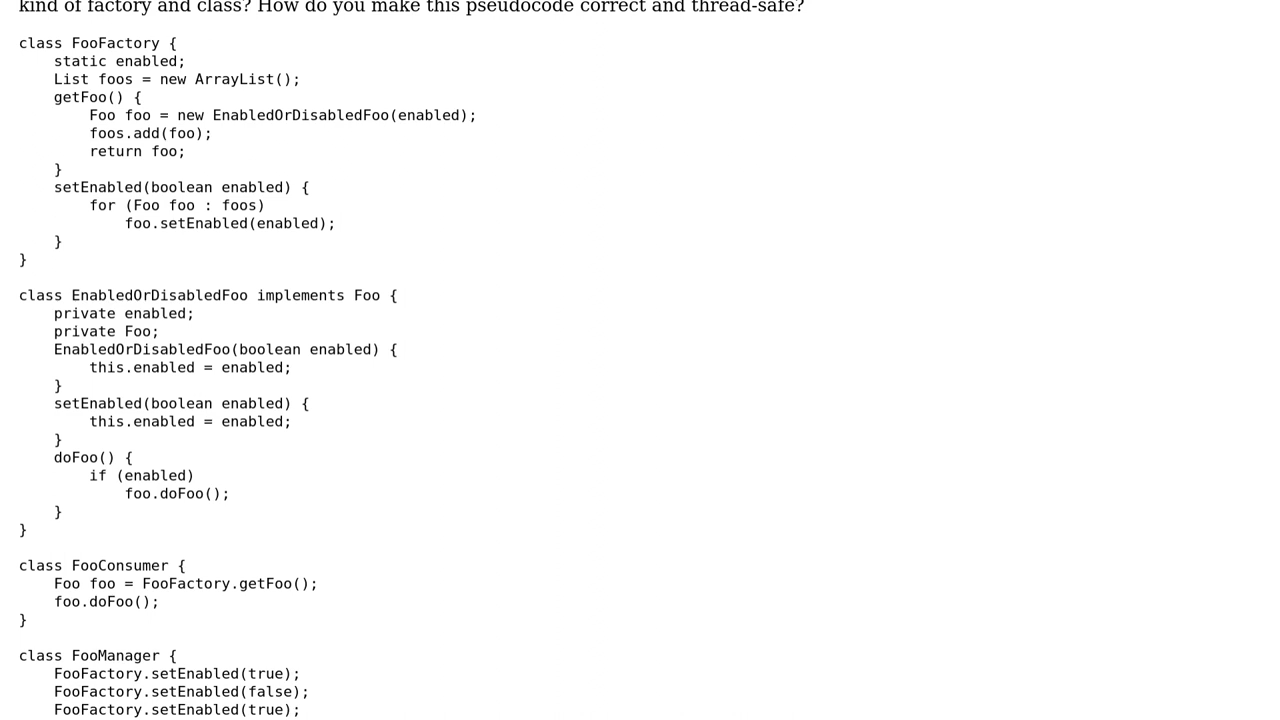 kind of factory and class? How do you make this pseudocode correct and thread-safe?
class FooFactory {
    static enabled;
    List foos = new ArrayList();
    getFoo() {
        Foo foo = new EnabledOrDisabledFoo(enabled);
        foos.add(foo);
        return foo;
    }
    setEnabled(boolean enabled) {
        for (Foo foo : foos)
            foo.setEnabled(enabled);
    }
}
class EnabledOrDisabledFoo implements Foo {
    private enabled;
    private Foo;
    EnabledOrDisabledFoo(boolean enabled) {
        this.enabled = enabled;
    }
    setEnabled(boolean enabled) {
        this.enabled = enabled;
    }
    doFoo() {
        if (enabled)
            foo.doFoo();
    }
}
class FooConsumer {
    Foo foo = FooFactory.getFoo();
    foo.doFoo();
}
class FooManager {
    FooFactory.setEnabled(true);
    FooFactory.setEnabled(false);
    FooFactory.setEnabled(true);